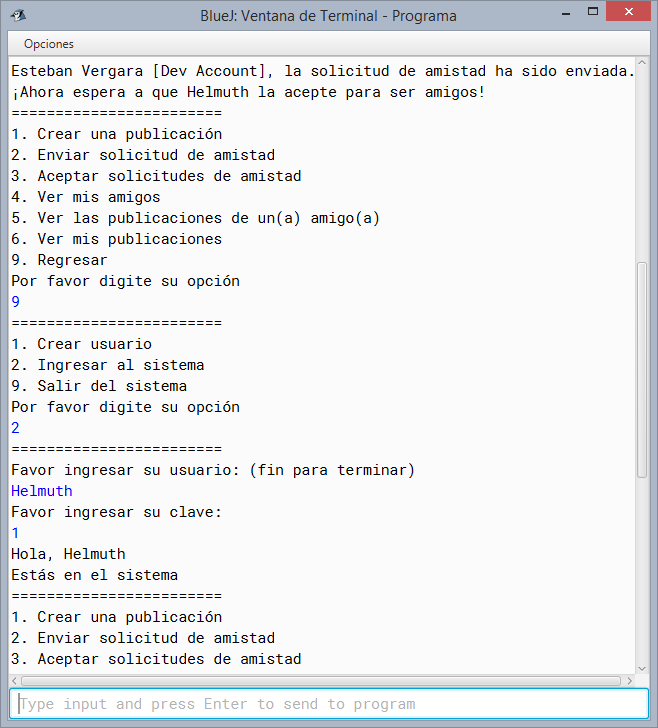 BlueJ: Ventana de Terminal - Programa
Opciones
Esteban Vergara [Dev Account], la solicitud de amistad ha sido enviada.
¡Ahora espera a que Helmuth la acepte para ser amigos!
========================
1. Crear una publicación
2. Enviar solicitud de amistad
3. Aceptar solicitudes de amistad
4. Ver mis amigos
5. Ver las publicaciones de un(a) amigo(a)
6. Ver mis publicaciones
9. Regresar
Por favor digite su opción
9
========================
1. Crear usuario
2. Ingresar al sistema
9. Salir del sistema
Por favor digite su opción
2
========================
Favor ingresar su usuario: (fin para terminar)
Helmuth
Favor ingresar su clave:
1
Hola, Helmuth
Estás en el sistema
========================
1. Crear una publicación
2. Enviar solicitud de amistad
3. Aceptar solicitudes de amistad
Type input and press Enter to send to program